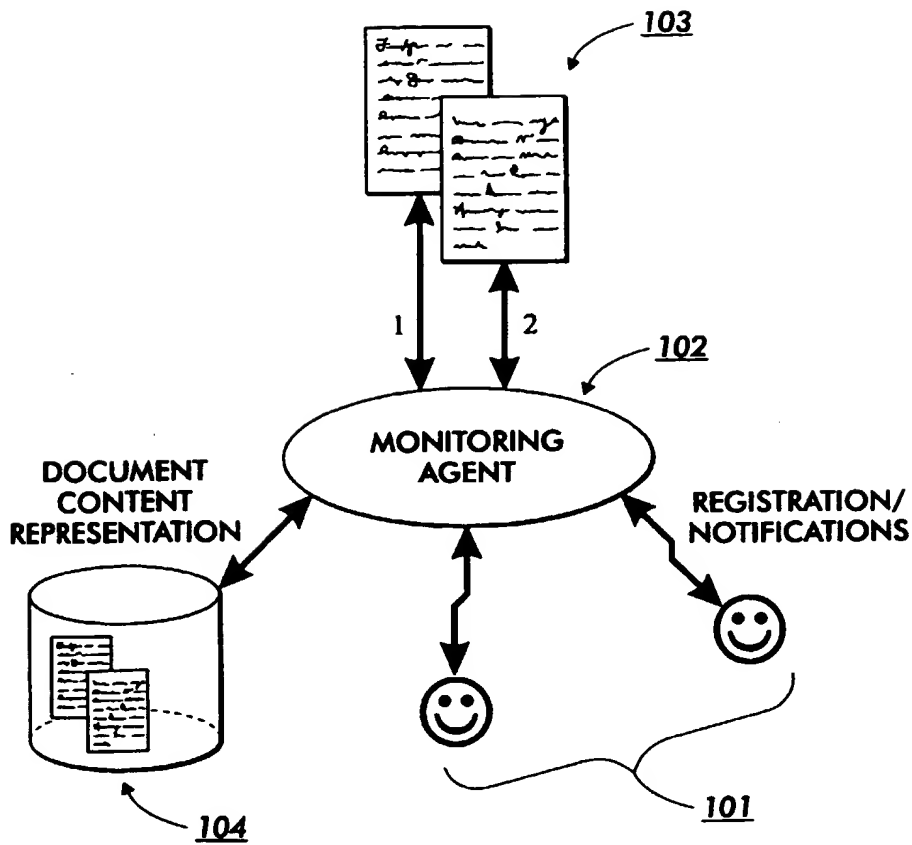 103
1
2
102
MONITORING
AGENT
DOCUMENT
CONTENT
REPRESENTATION
REGISTRATION/
NOTIFICATIONS
101
104